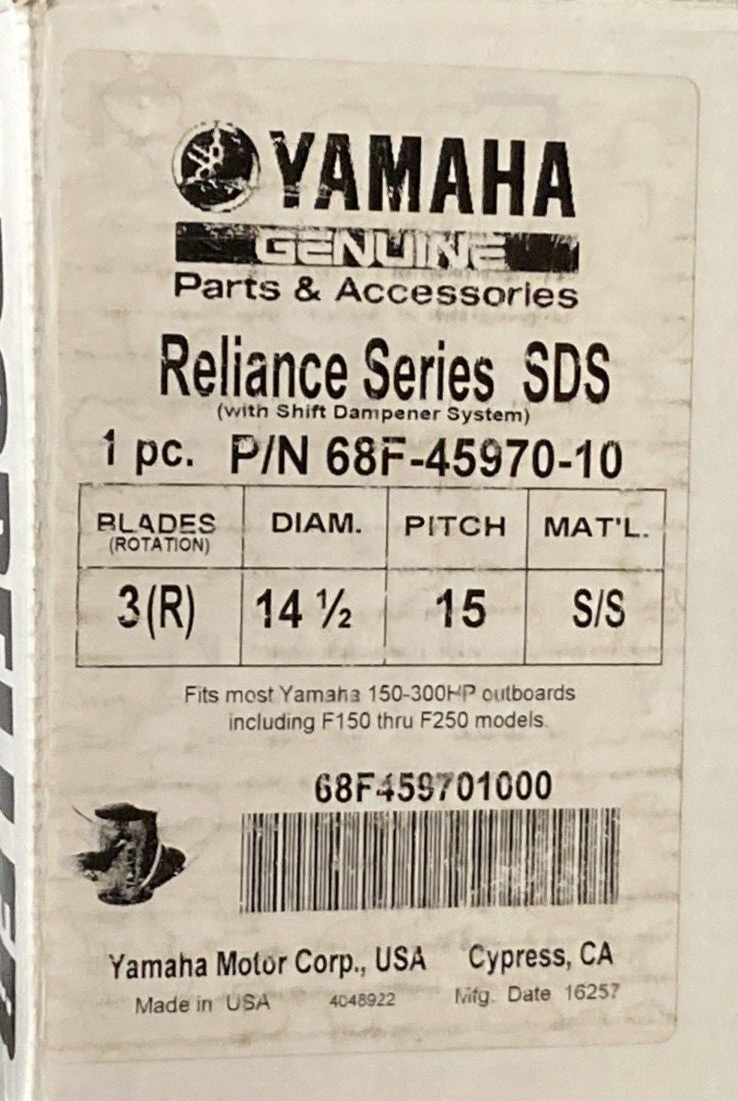 YAMAHA
GENUINE
Parts & Accessories
Reliance Series SDS
(with Shift Dampener System)
1 pc. P/N 68F-45970-10
BLADES (ROTATION) DIAM. PITCH MAT'L.
3(R) 14 ½ 15 S/S
Fits most Yamaha 150-300HP outboards
including F150 thru F250 models.
68F459701000
Yamaha Motor Corp., USA Cypress, CA
Made in USA 4048922 Mfg. Date 16257